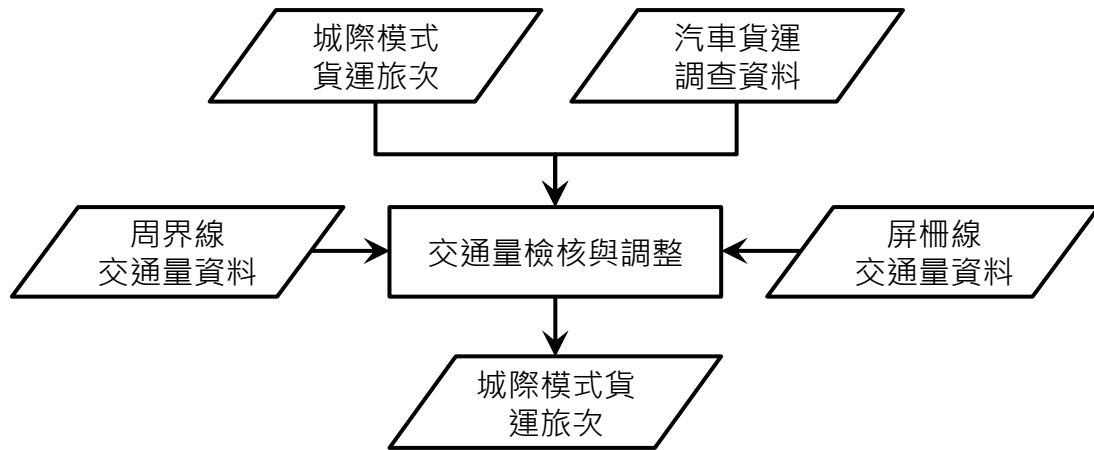 城際模式
貨運旅次
汽車貨運
調查資料
周界線
交通量資料
交通量檢核與調整
屏柵線
交通量資料
城際模式貨
運旅次